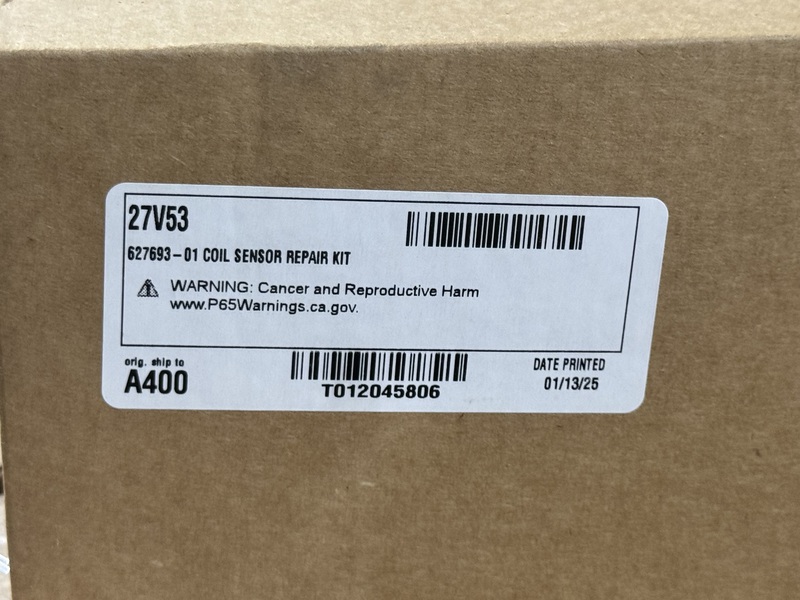 27V53
627693-01 COIL SENSOR REPAIR KIT
WARNING: Cancer and Reproductive Harm
www.P65Warnings.ca.gov.
orig. ship to
A400
T012045806
DATE PRINTED
01/13/25